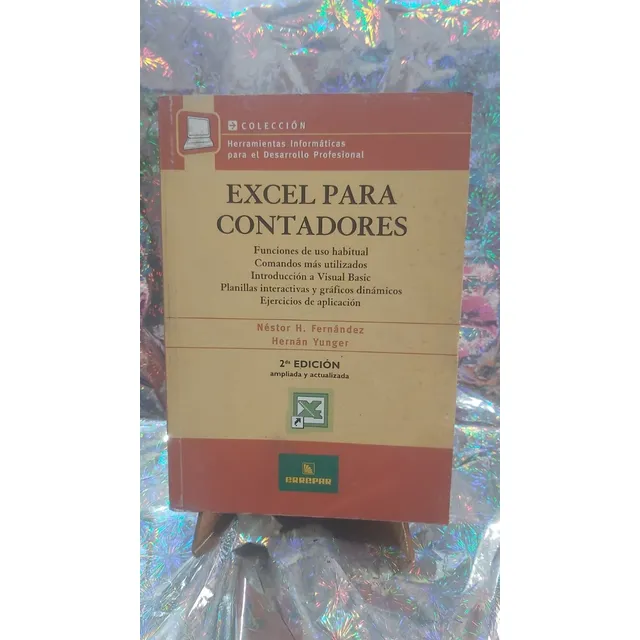 COLECCIÓN
Herramientas Informáticas
para el Desarrollo Profesional
EXCEL PARA
CONTADORES
Funciones de uso habitual
Comandos más utilizados
Introducción a Visual Basic
Planillas interactivas y gráficos dinámicos
Ejercicios de aplicación
Néstor H. Fernández
Hernán Yunger
2da EDICIÓN
ampliada y actualizada
ERREPAR